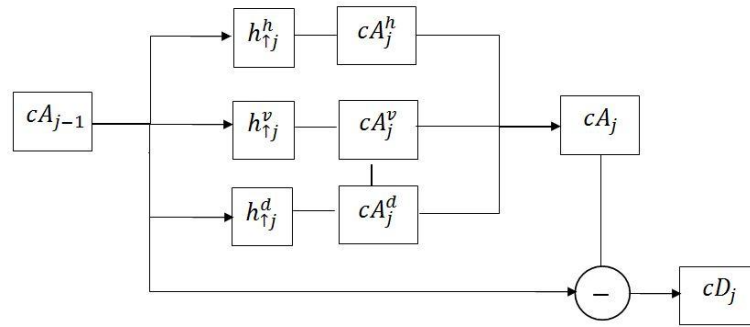 h^h_{↑j} cA^h_j
cA_{j−1} h^v_{↑j} cA^v_j cA_j
h^d_{↑j} cA^d_j
− cD_j